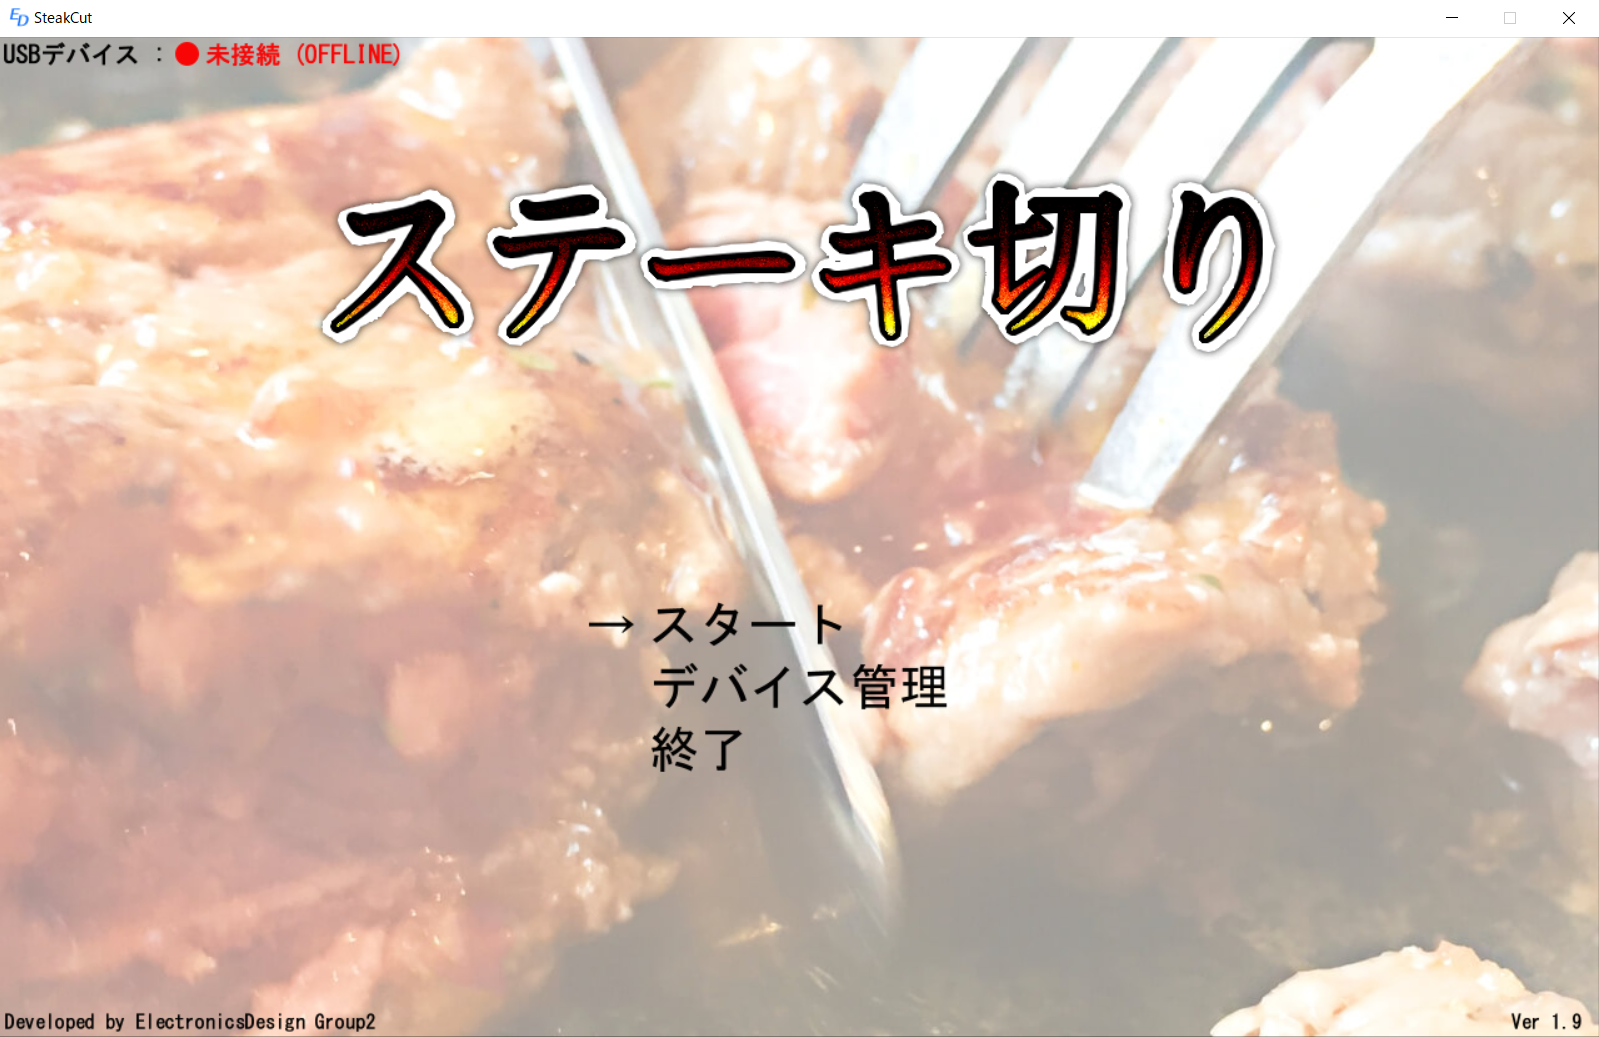 SteakCut
USBデバイス : ● 未接続 (OFFLINE)
ステーキ切り
→ スタート
デバイス管理
終了
Developed by ElectronicsDesign Group2
Ver 1.9